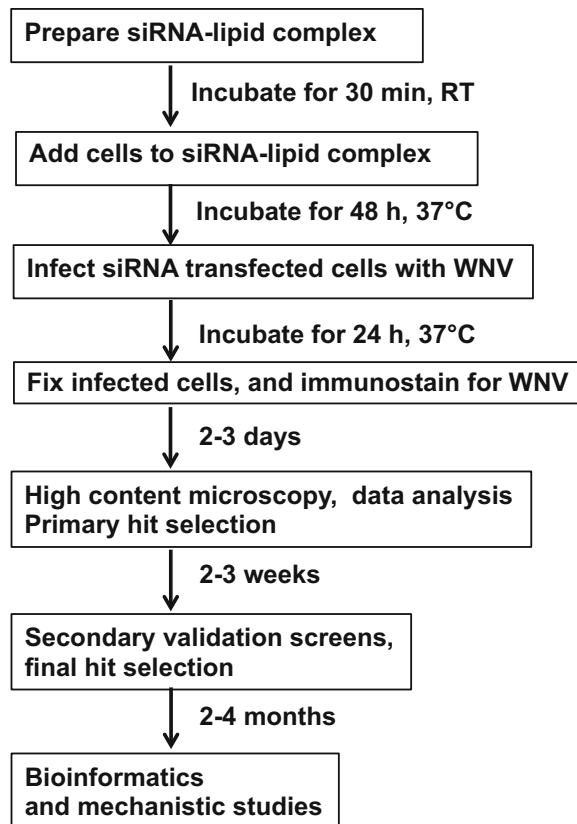 Prepare siRNA-lipid complex
Incubate for 30 min, RT
Add cells to siRNA-lipid complex
Incubate for 48 h, 37°C
Infect siRNA transfected cells with WNV
Incubate for 24 h, 37°C
Fix infected cells, and immunostain for WNV
2-3 days
High content microscopy, data analysis
Primary hit selection
2-3 weeks
Secondary validation screens,
final hit selection
2-4 months
Bioinformatics
and mechanistic studies